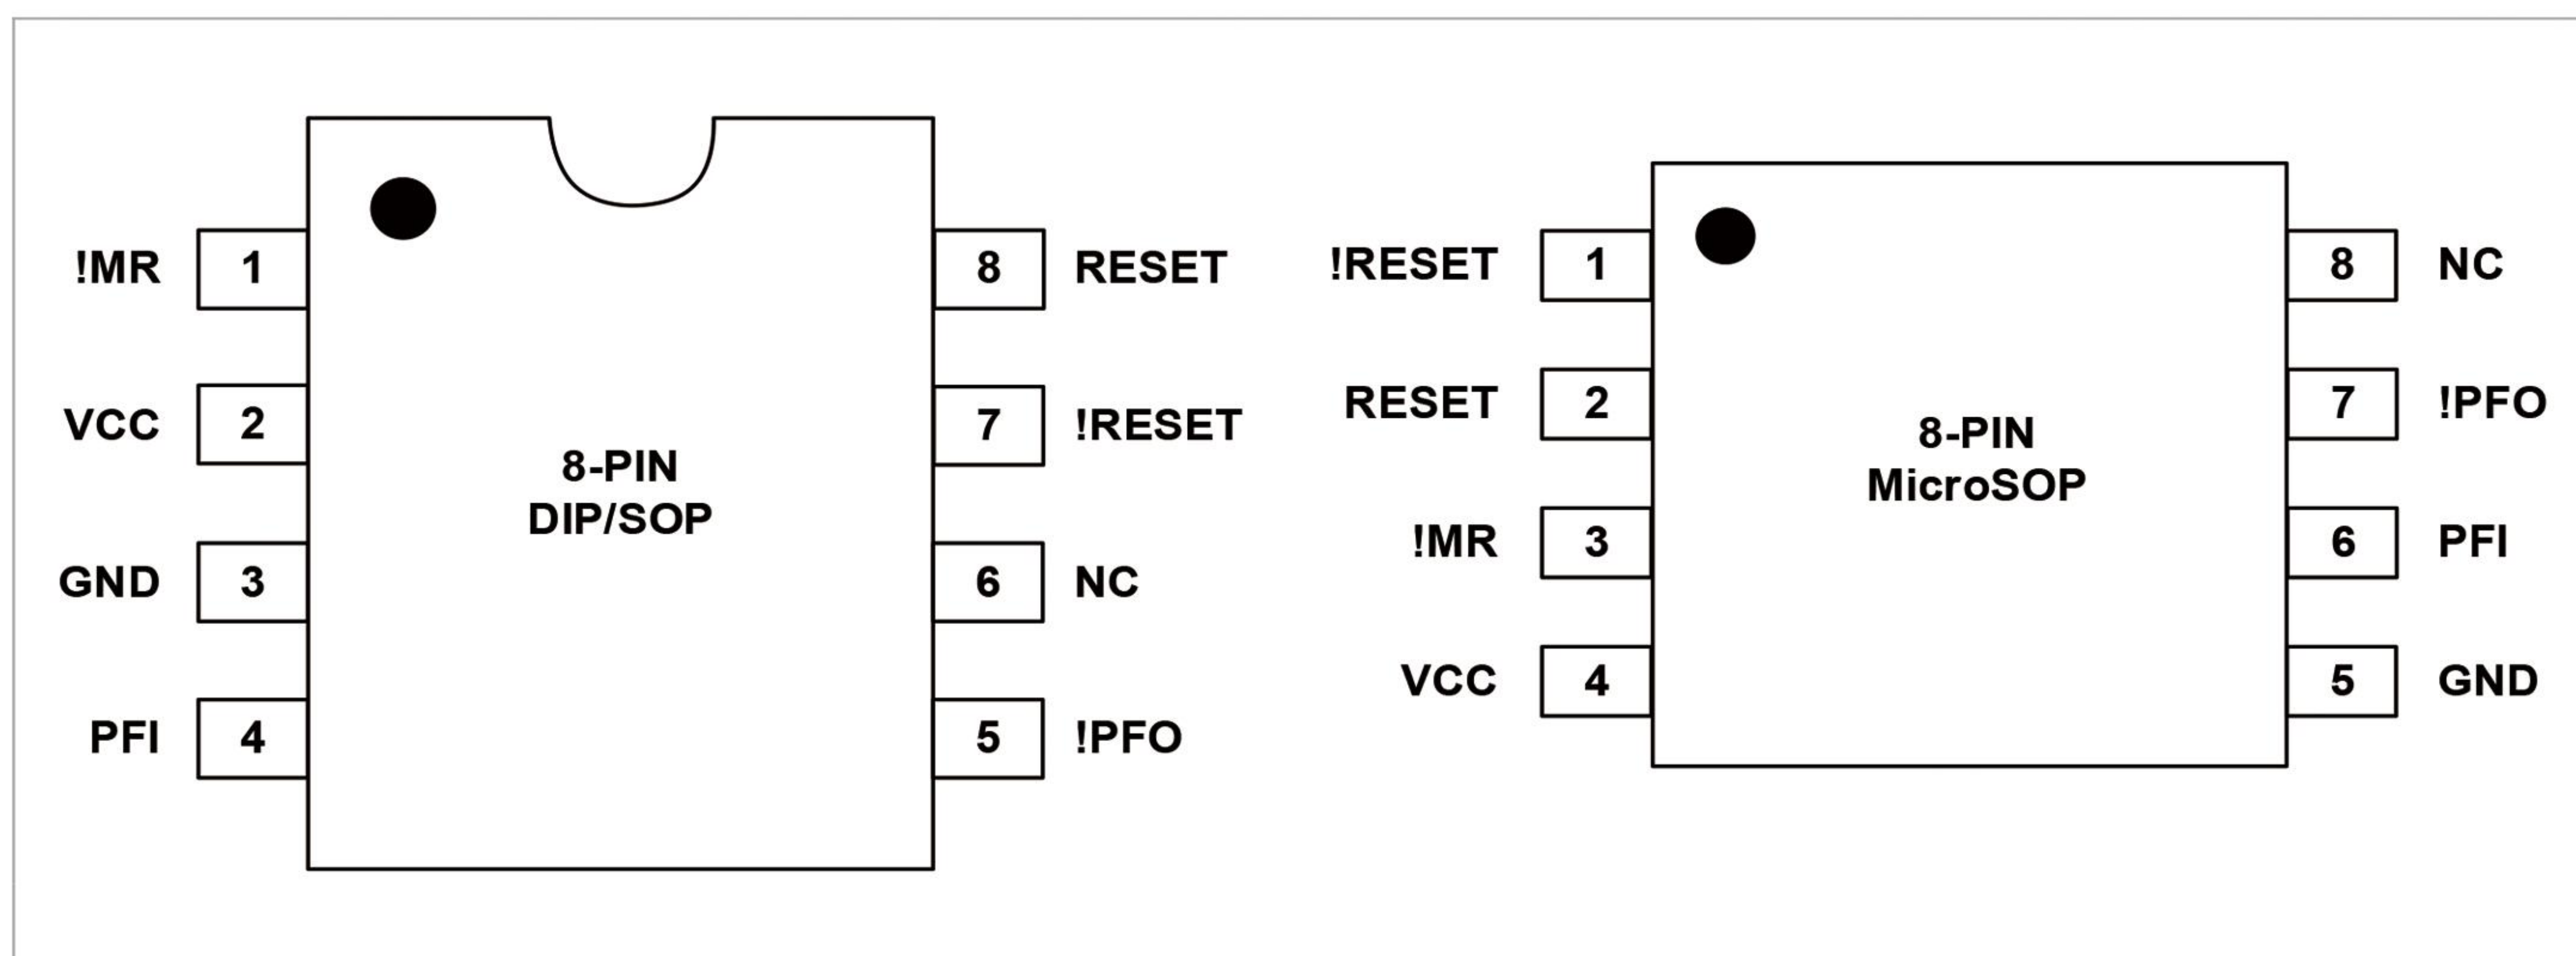 !MR 1 8 RESET
VCC 2 7 !RESET
8-PIN
DIP/SOP
GND 3 6 NC
PFI 4 5 !PFO
!RESET 1 8 NC
RESET 2 7 !PFO
8-PIN
MicroSOP
!MR 3 6 PFI
VCC 4 5 GND